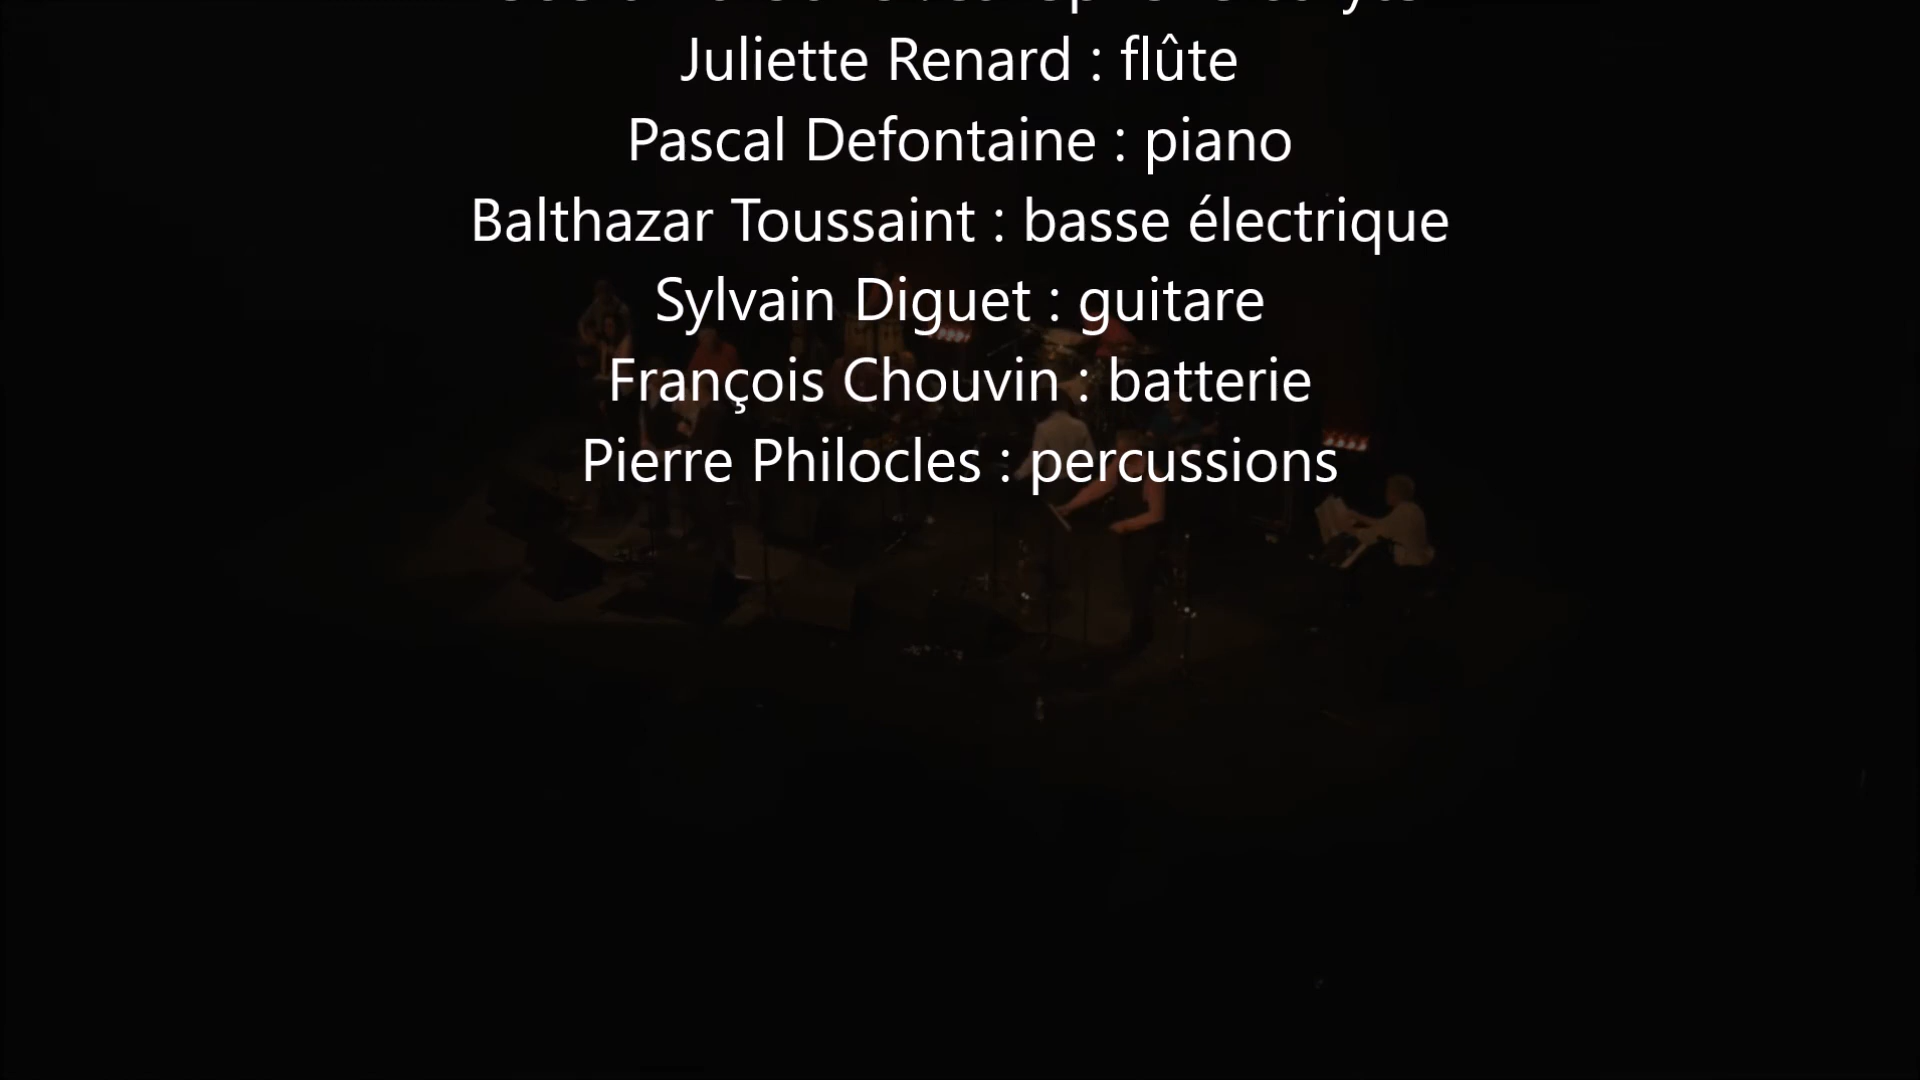 Juliette Renard : flûte
Pascal Defontaine : piano
Balthazar Toussaint : basse électrique
Sylvain Diguet : guitare
François Chouvin : batterie
Pierre Philocles : percussions